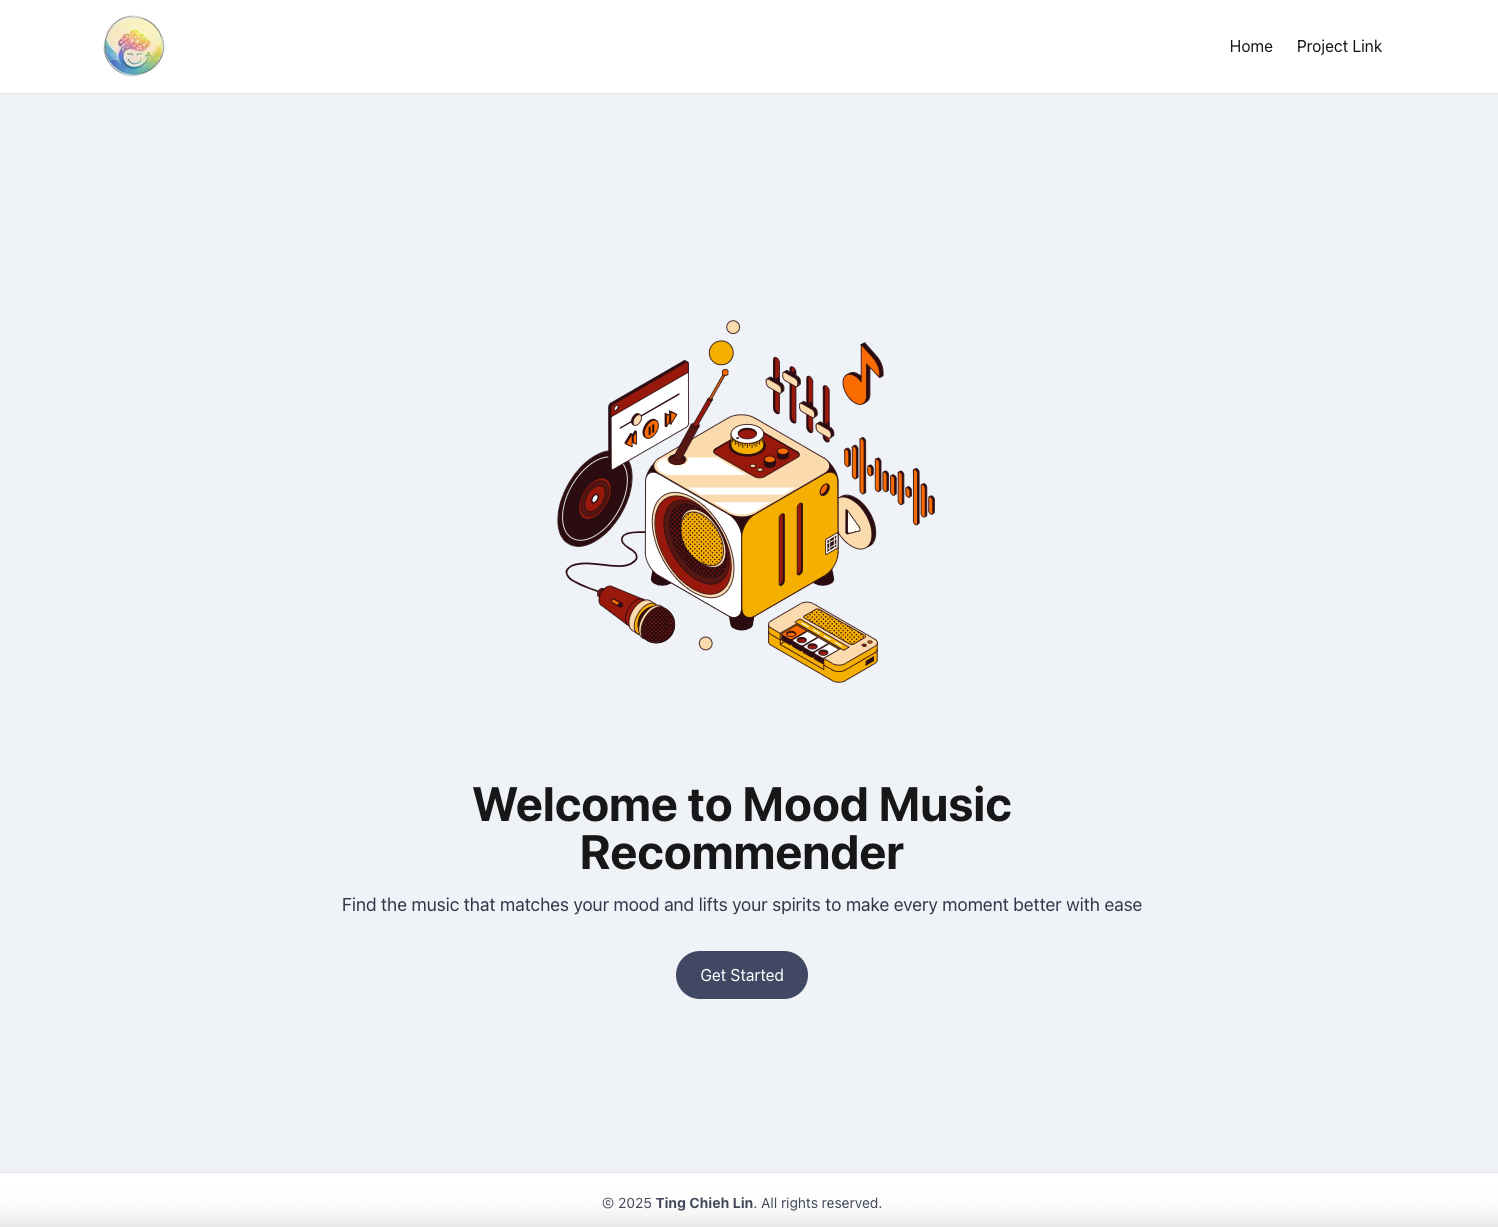 Home Project Link
Welcome to Mood Music
Recommender
Find the music that matches your mood and lifts your spirits to make every moment better with ease
Get Started
© 2025 Ting Chieh Lin. All rights reserved.